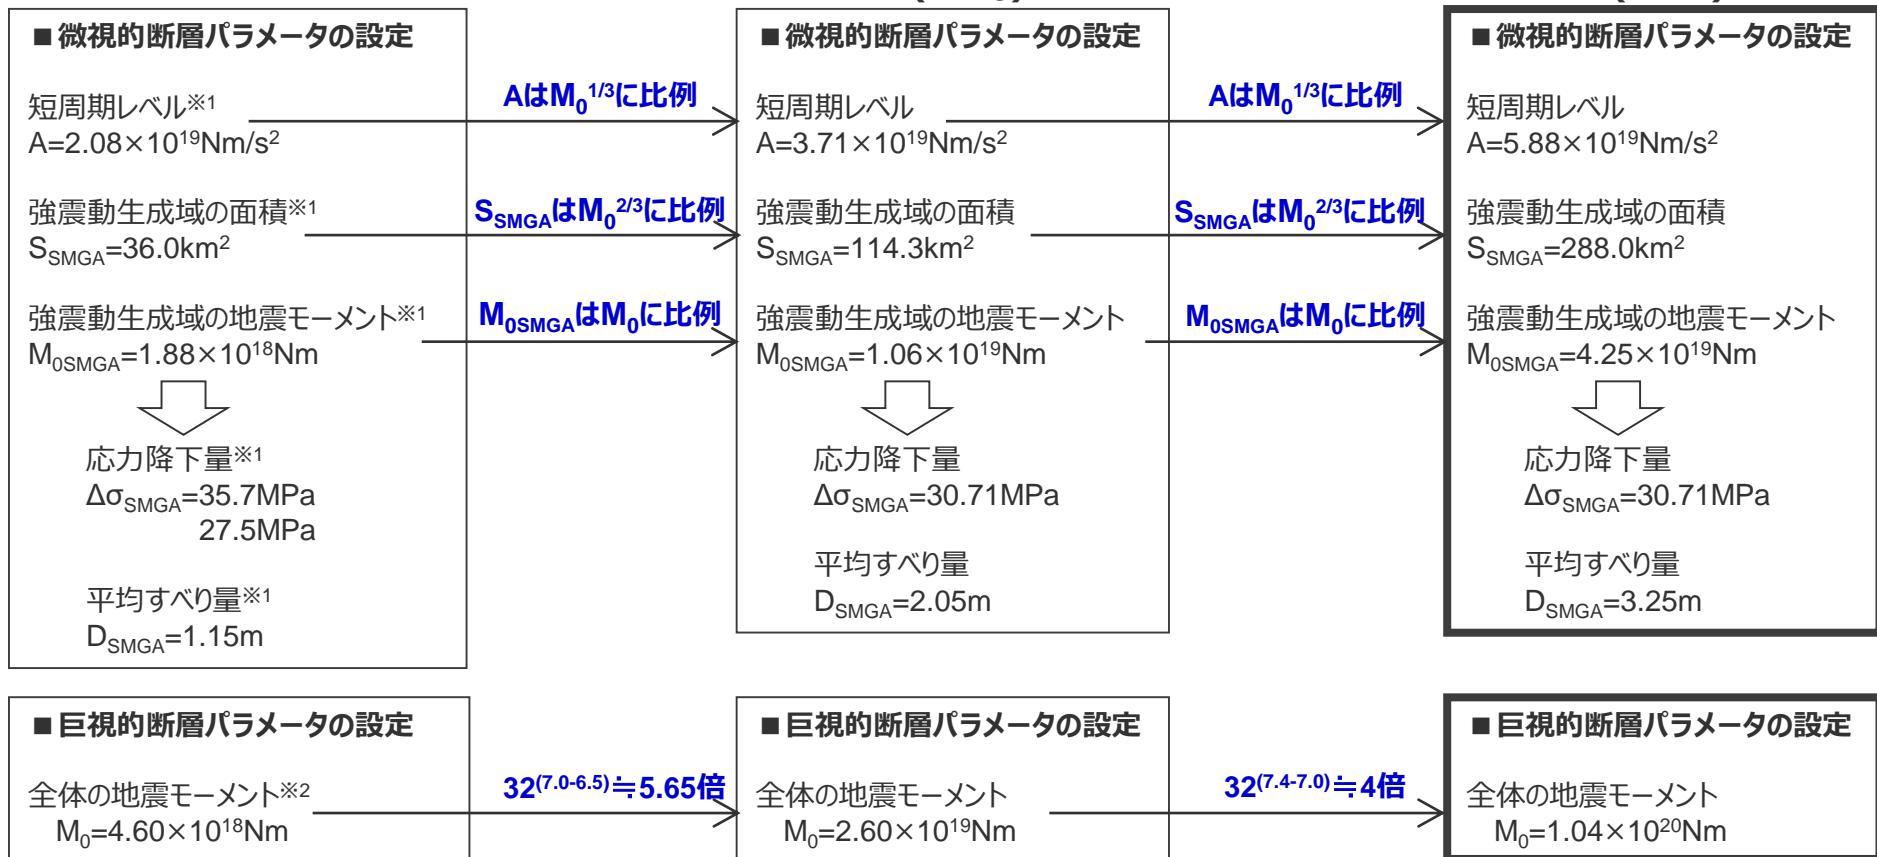 ■微視的断層パラメータの設定
短周期レベル※1
A=2.08×10¹⁹Nm/s²
強震動生成域の面積※1
S_SMGA=36.0km²
強震動生成域の地震モーメント※1
M_0SMGA=1.88×10¹⁸Nm
応力降下量※1
Δσ_SMGA=35.7MPa
27.5MPa
平均すべり量※1
D_SMGA=1.15m
AはM₀^1/3に比例
S_SMGAはM₀^2/3に比例
M_0SMGAはM₀に比例
■微視的断層パラメータの設定
短周期レベル
A=3.71×10¹⁹Nm/s²
強震動生成域の面積
S_SMGA=114.3km²
強震動生成域の地震モーメント
M_0SMGA=1.06×10¹⁹Nm
応力降下量
Δσ_SMGA=30.71MPa
平均すべり量
D_SMGA=2.05m
AはM₀^1/3に比例
S_SMGAはM₀^2/3に比例
M_0SMGAはM₀に比例
■微視的断層パラメータの設定
短周期レベル
A=5.88×10¹⁹Nm/s²
強震動生成域の面積
S_SMGA=288.0km²
強震動生成域の地震モーメント
M_0SMGA=4.25×10¹⁹Nm
応力降下量
Δσ_SMGA=30.71MPa
平均すべり量
D_SMGA=3.25m
■巨視的断層パラメータの設定
全体の地震モーメント※2
M₀=4.60×10¹⁸Nm
32^(7.0-6.5)≒5.65倍
■巨視的断層パラメータの設定
全体の地震モーメント
M₀=2.60×10¹⁹Nm
32^(7.4-7.0)≒4倍
■巨視的断層パラメータの設定
全体の地震モーメント
M₀=1.04×10²⁰Nm